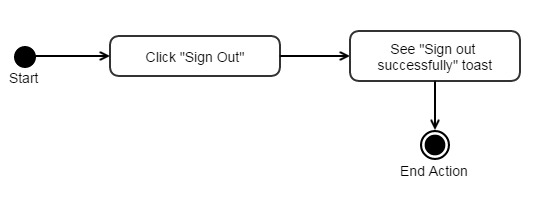 Start
Click "Sign Out"
See "Sign out
successfully" toast
End Action